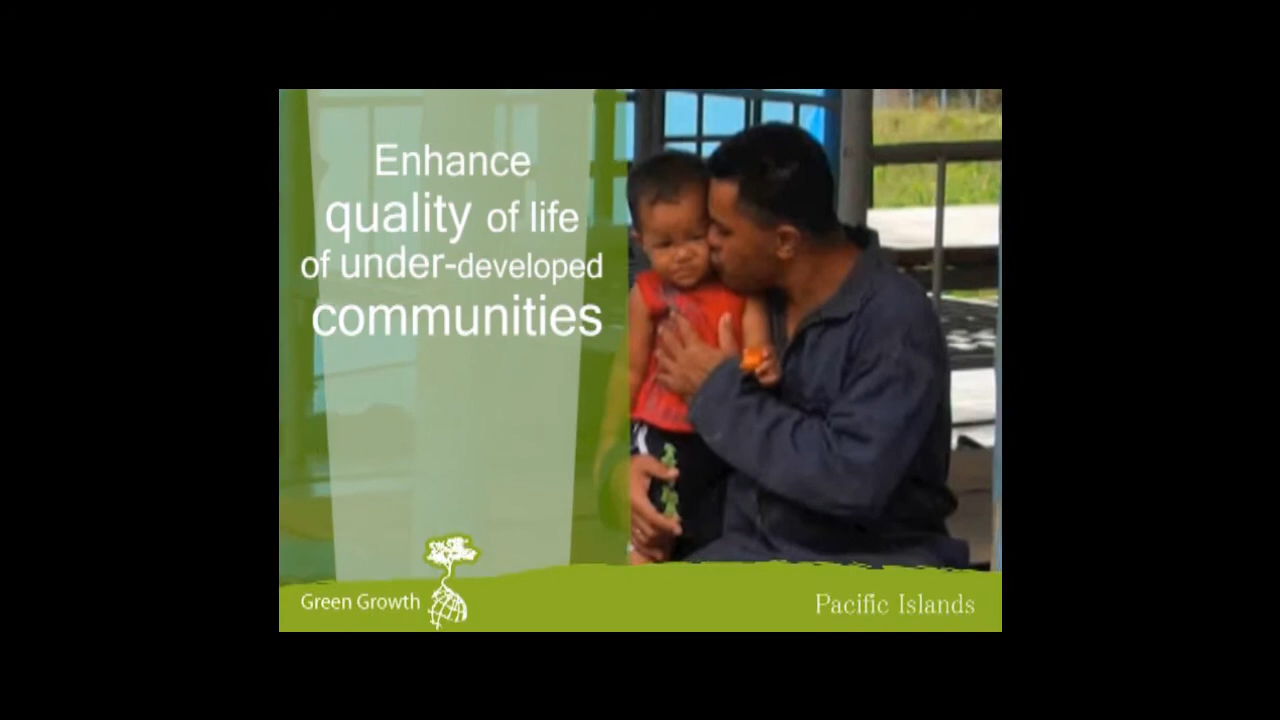 Enhance
quality of life
of under-developed
communities
Green Growth
Pacific Islands